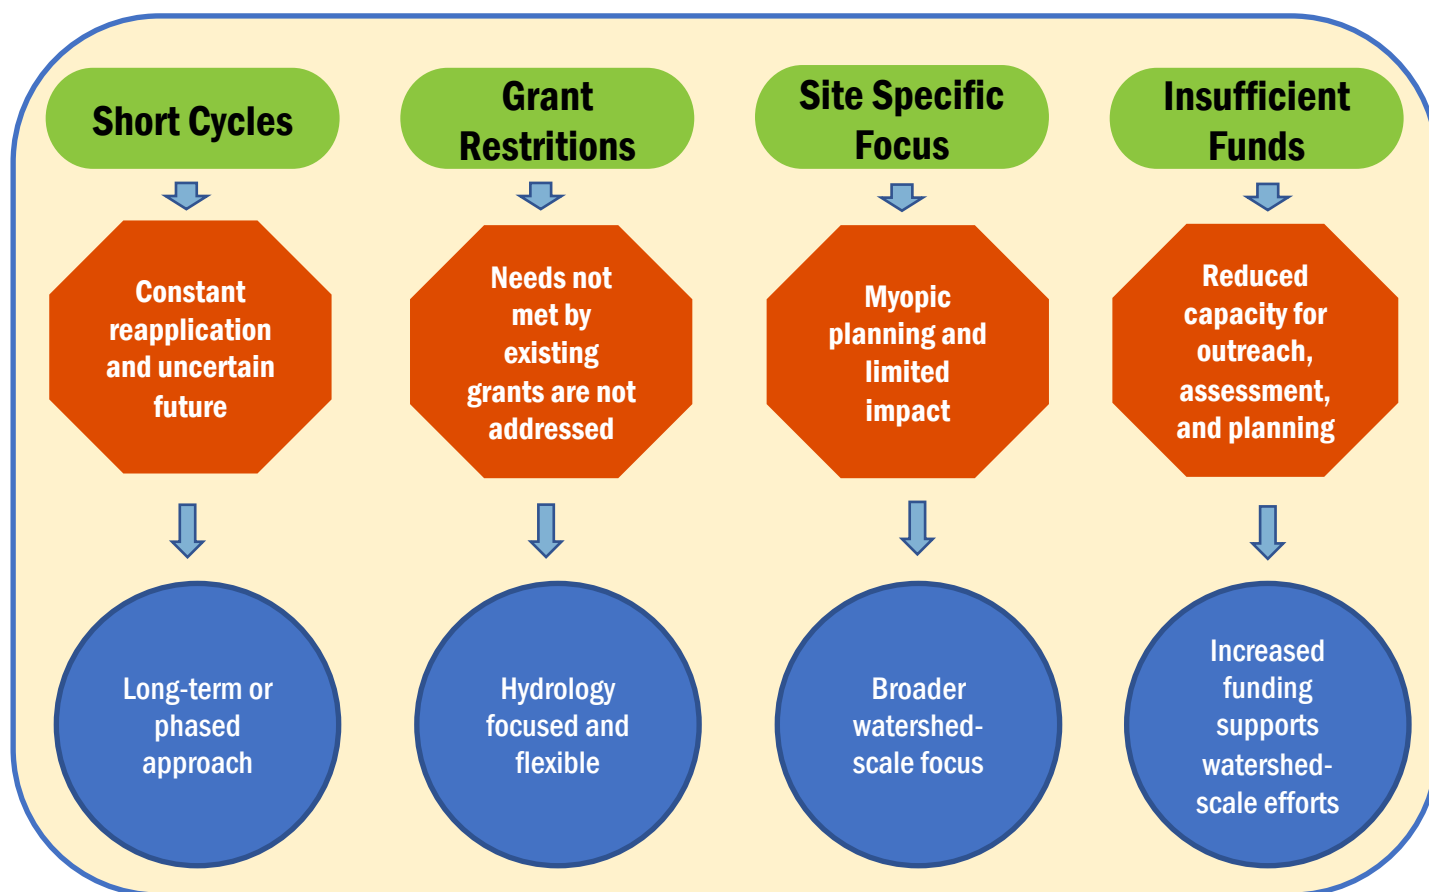 Short Cycles
Grant
Restritions
Site Specific
Focus
Insufficient
Funds
Constant
reapplication
and uncertain
future
Needs not
met by
existing
grants are not
addressed
Myopic
planning and
limited
impact
Reduced
capacity for
outreach,
assessment,
and planning
Long-term or
phased
approach
Hydrology
focused and
flexible
Broader
watershed-
scale focus
Increased
funding
supports
watershed-
scale efforts